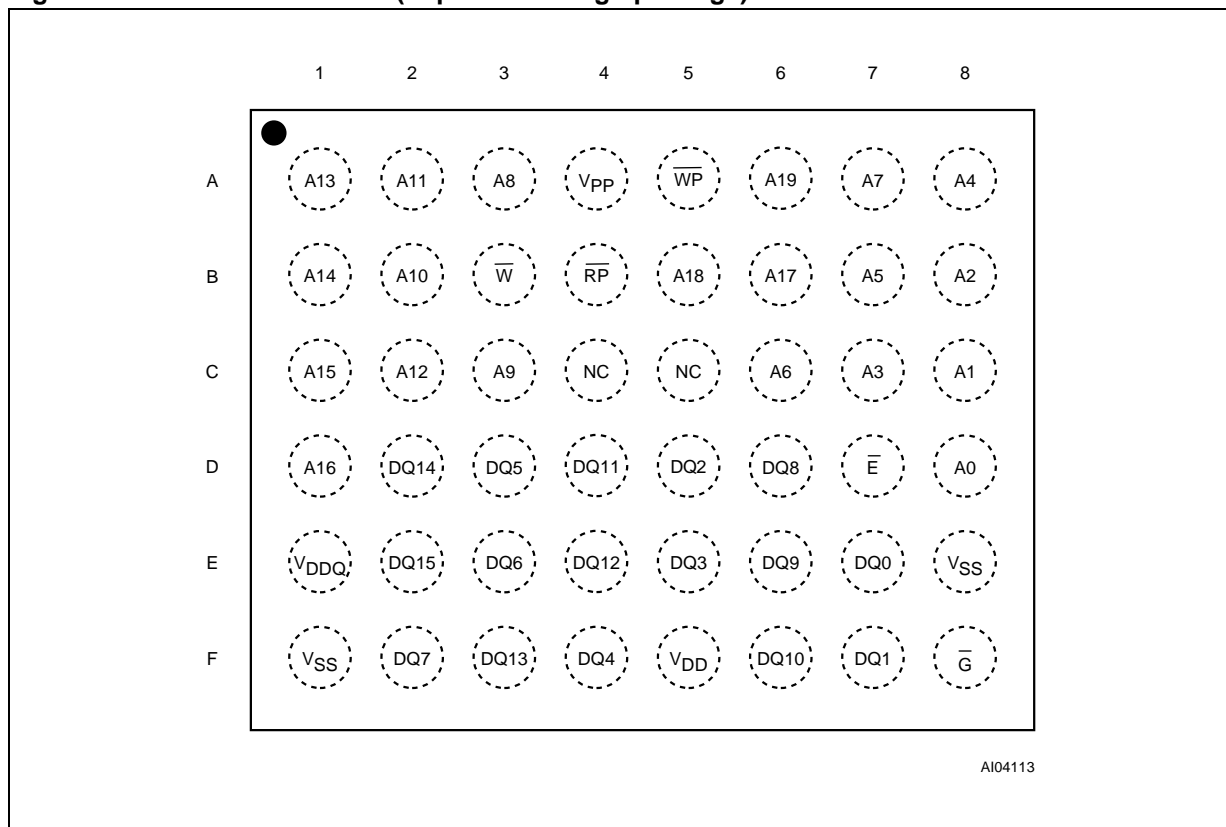 1 2 3 4 5 6 7 8
A A13 A11 A8 VPP W̅P̅ A19 A7 A4
B A14 A10 W̅ R̅P̅ A18 A17 A5 A2
C A15 A12 A9 NC NC A6 A3 A1
D A16 DQ14 DQ5 DQ11 DQ2 DQ8 E̅ A0
E VDDQ DQ15 DQ6 DQ12 DQ3 DQ9 DQ0 VSS
F VSS DQ7 DQ13 DQ4 VDD DQ10 DQ1 G̅
AI04113